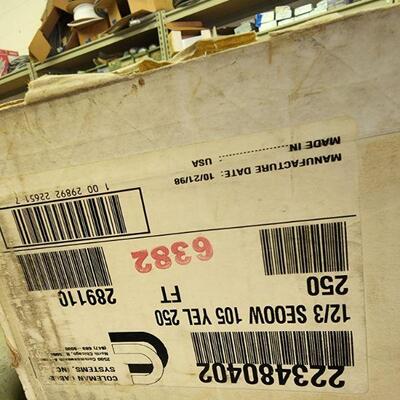 COLEMAN CABLE
SYSTEMS, INC.
223480402
12/3 SEOOW 105 YEL 250
250
FT
289110
6382
1 00 29892 22651 7
MANUFACTURE DATE: 10/21/98
MADE IN............ USA